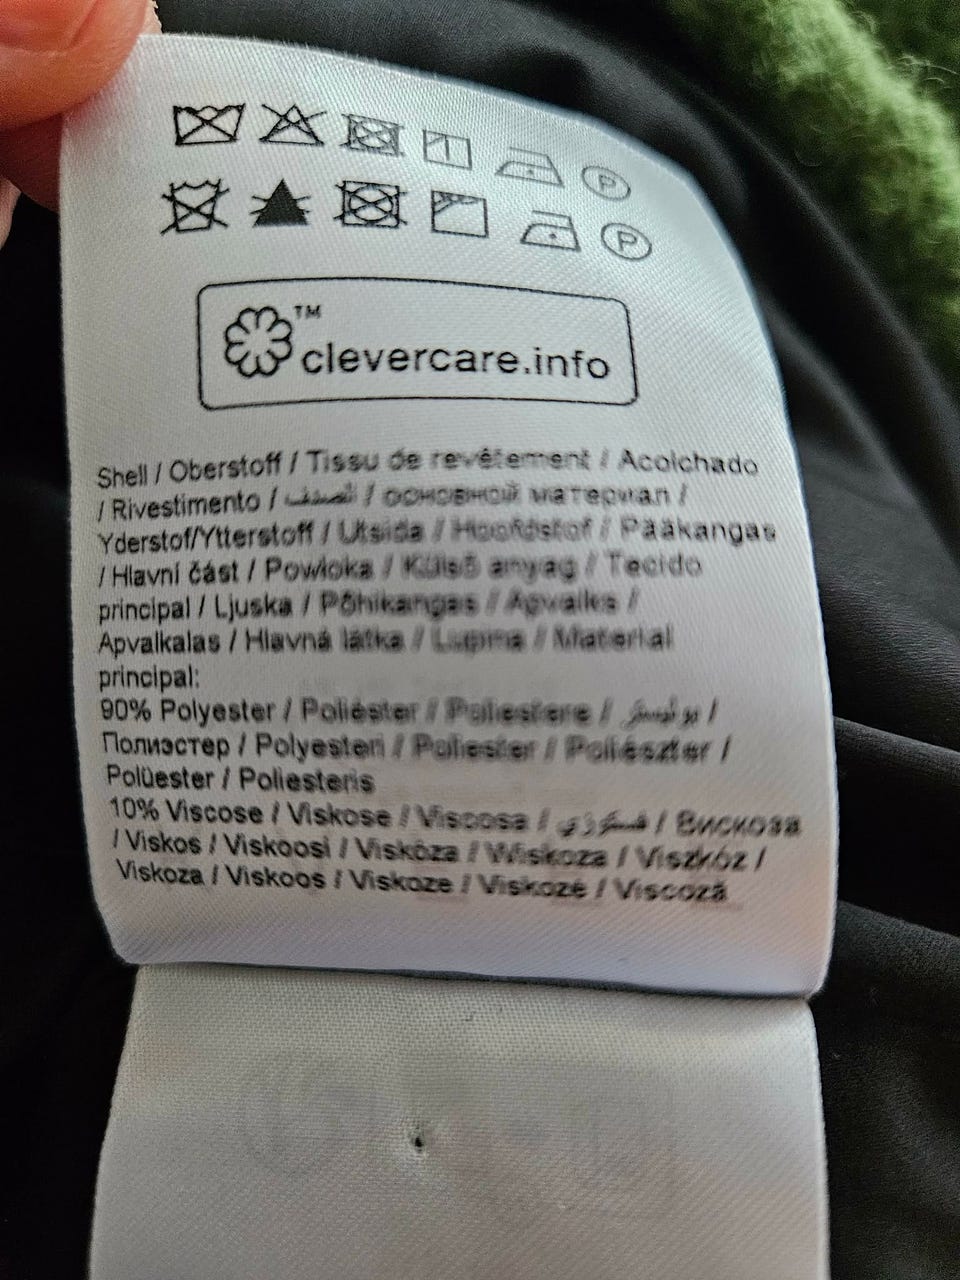 P
P
™
clevercare.info
Shell / Oberstoff / Tissu de revêtement / Acolchado
/ Rivestimento / / основной материал /
Yderstof/Ytterstoff / Utsida / Hoofdstof / Pääkangas
/ Hlavní část / Powłoka / Külső anyag / Tecido
principal / Ljuska / Põhikangas / Apvalks /
Apvalkalas / Hlavná látka / Lupina / Material
principal:
90% Polyester / Poliéster / Poliestere / بوليستر /
Полиэстер / Polyesteri / Poliester / Poliészter /
Polüester / Poliesteris
10% Viscose / Viskose / Viscosa / / Вискоза
/ Viskos / Viskoosi / Viskóza / Wiskoza / Viszkóz /
Viskoza / Viskoos / Viskoze / Viskozė / Viscoză